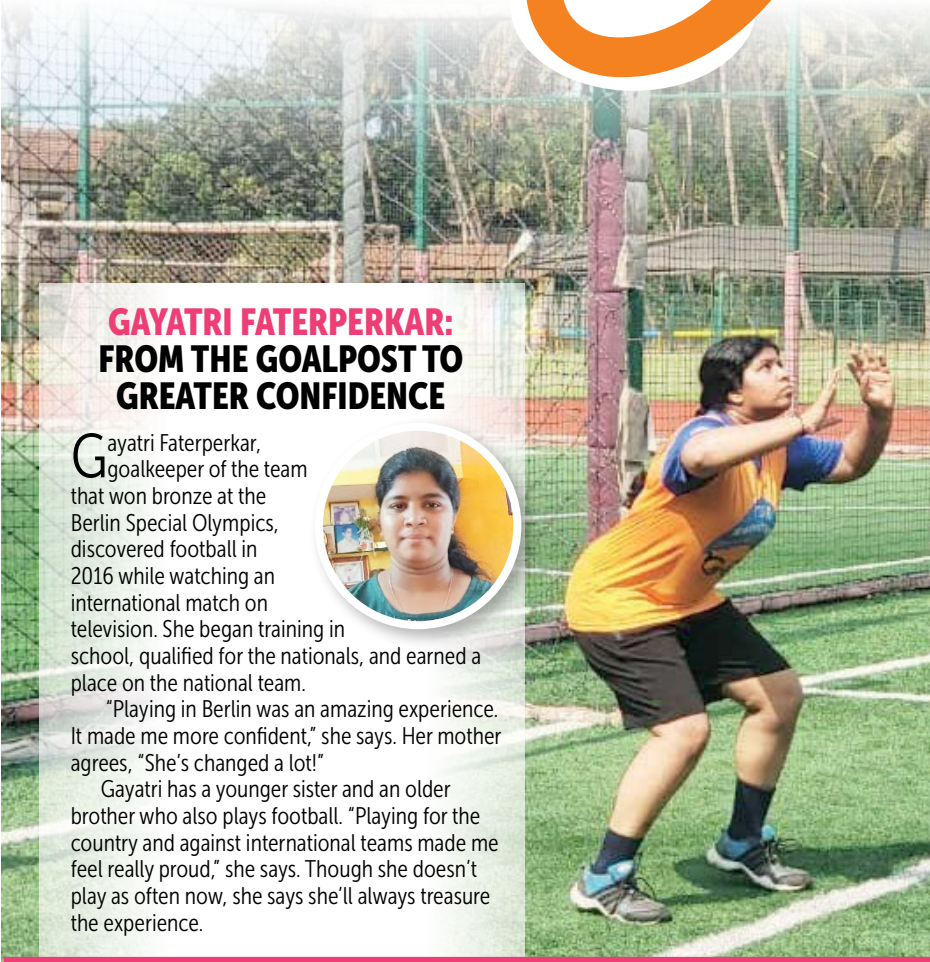 GAYATRI FATERPERKAR:
FROM THE GOALPOST TO
GREATER CONFIDENCE
Gayatri Faterperkar,
goalkeeper of the team
that won bronze at the
Berlin Special Olympics,
discovered football in
2016 while watching an
international match on
television. She began training in
school, qualified for the nationals, and earned a
place on the national team.
“Playing in Berlin was an amazing experience.
It made me more confident,” she says. Her mother
agrees, “She’s changed a lot!”
Gayatri has a younger sister and an older
brother who also plays football. “Playing for the
country and against international teams made me
feel really proud,” she says. Though she doesn’t
play as often now, she says she’ll always treasure
the experience.